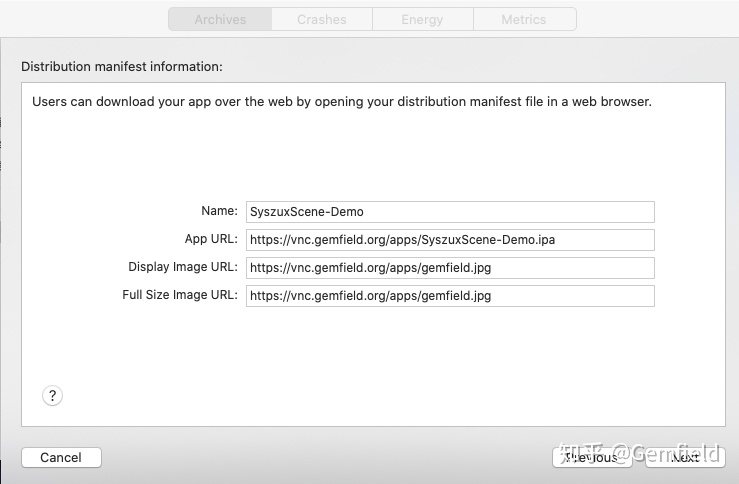 Archives Crashes Energy Metrics
Distribution manifest information:
Users can download your app over the web by opening your distribution manifest file in a web browser.
Name: SyszuxScene-Demo
App URL: https://vnc.gemfield.org/apps/SyszuxScene-Demo.ipa
Display Image URL: https://vnc.gemfield.org/apps/gemfield.jpg
Full Size Image URL: https://vnc.gemfield.org/apps/gemfield.jpg
?
Cancel Previous Next
知乎 @Gemfield